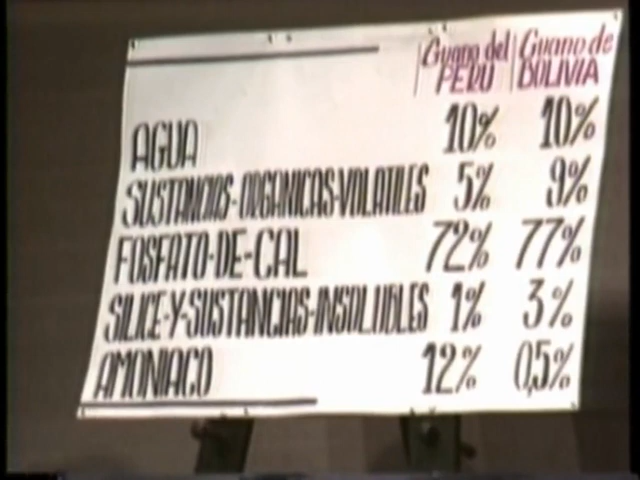 Guano del Guano de
PERU BOLIVIA
AGUA 10% 10%
SUSTANCIAS-ORGANICAS-VOLATILES 5% 9%
FOSFATO-DE-CAL 72% 77%
SILICE-Y-SUSTANCIAS-INSOLUBLES 1% 3%
AMONIACO 12% 0,5%